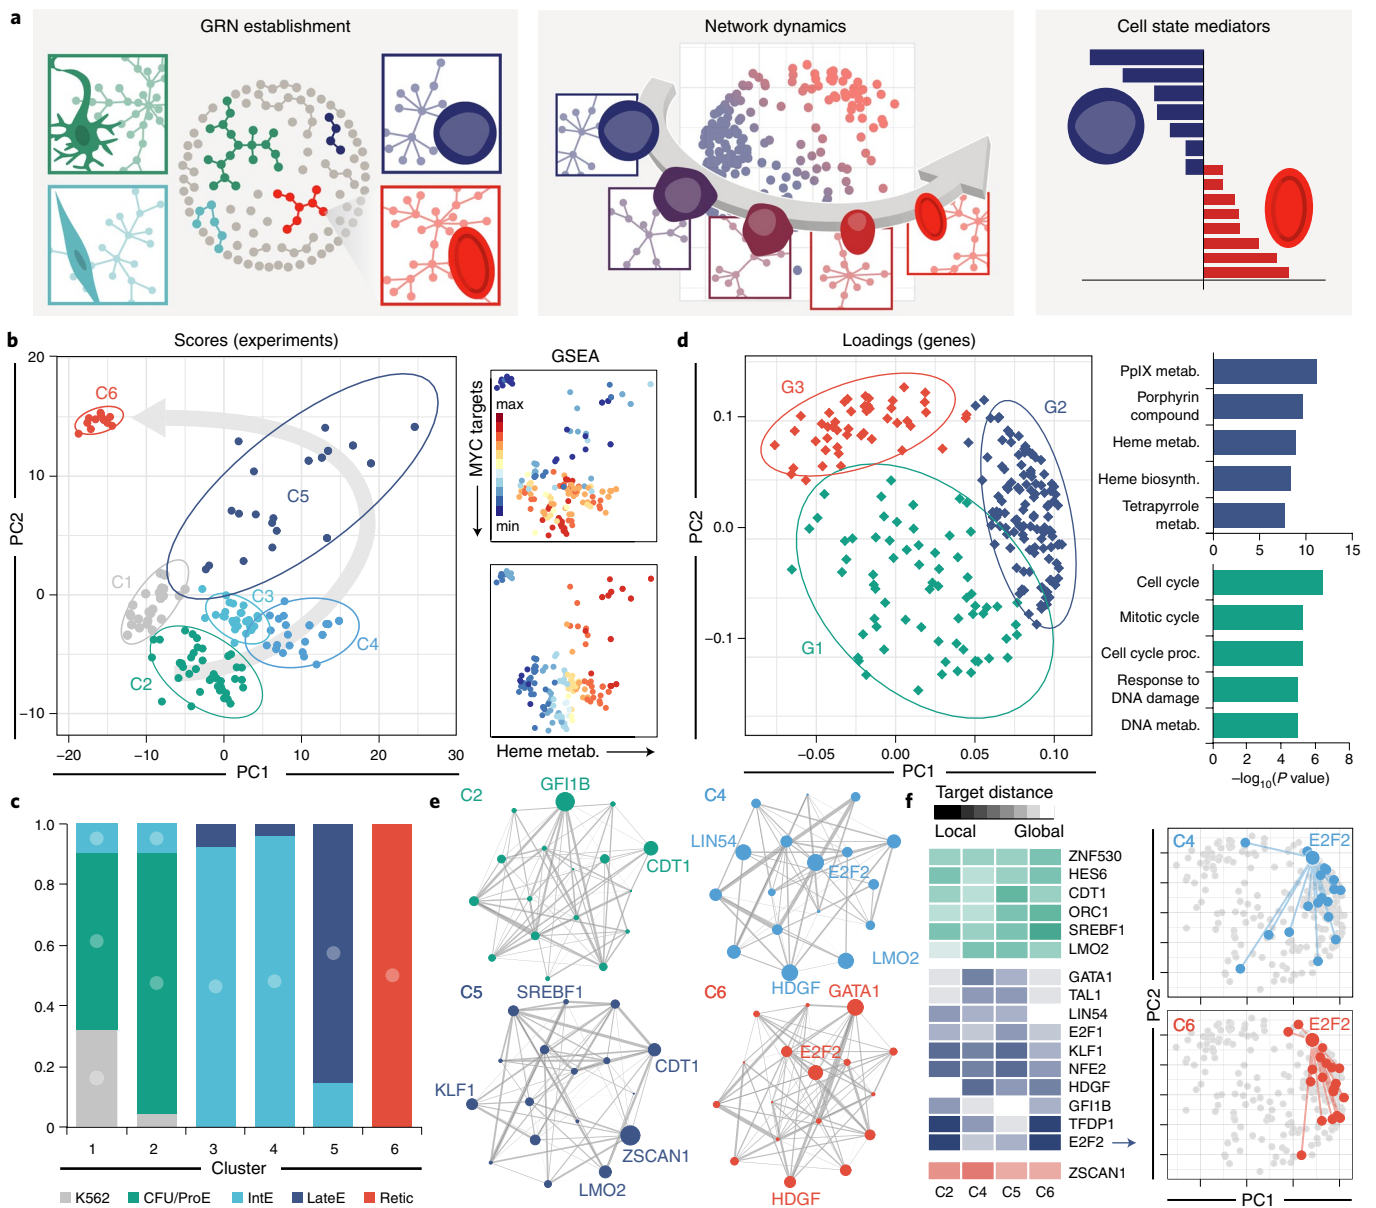 a
GRN establishment
Network dynamics
Cell state mediators
b
Scores (experiments)
20
10
0
−10
PC2
−20
−10
0
10
20
30
PC1
C6
C5
C1
C3
C4
C2
GSEA
MYC targets
max
min
Heme metab.
d
Loadings (genes)
0.1
0.0
−0.1
PC2
−0.05
0.00
0.05
0.10
PC1
G3
G2
G1
PpIX metab.
Porphyrin
compound
Heme metab.
Heme biosynth.
Tetrapyrrole
metab.
0
5
10
15
Cell cycle
Mitotic cycle
Cell cycle proc.
Response to
DNA damage
DNA metab.
0
2
4
6
8
−log10(P value)
c
1.0
0.8
0.6
0.4
0.2
0
1
2
3
4
5
6
Cluster
K562
CFU/ProE
IntE
LateE
Retic
e
C2
GFI1B
CDT1
C4
LIN54
E2F2
LMO2
HDGF
C5
SREBF1
CDT1
KLF1
ZSCAN1
LMO2
C6
GATA1
E2F2
HDGF
f
Target distance
Local
Global
ZNF530
HES6
CDT1
ORC1
SREBF1
LMO2
GATA1
TAL1
LIN54
E2F1
KLF1
NFE2
HDGF
GFI1B
TFDP1
E2F2
ZSCAN1
C2
C4
C5
C6
C4
E2F2
C6
E2F2
PC2
PC1